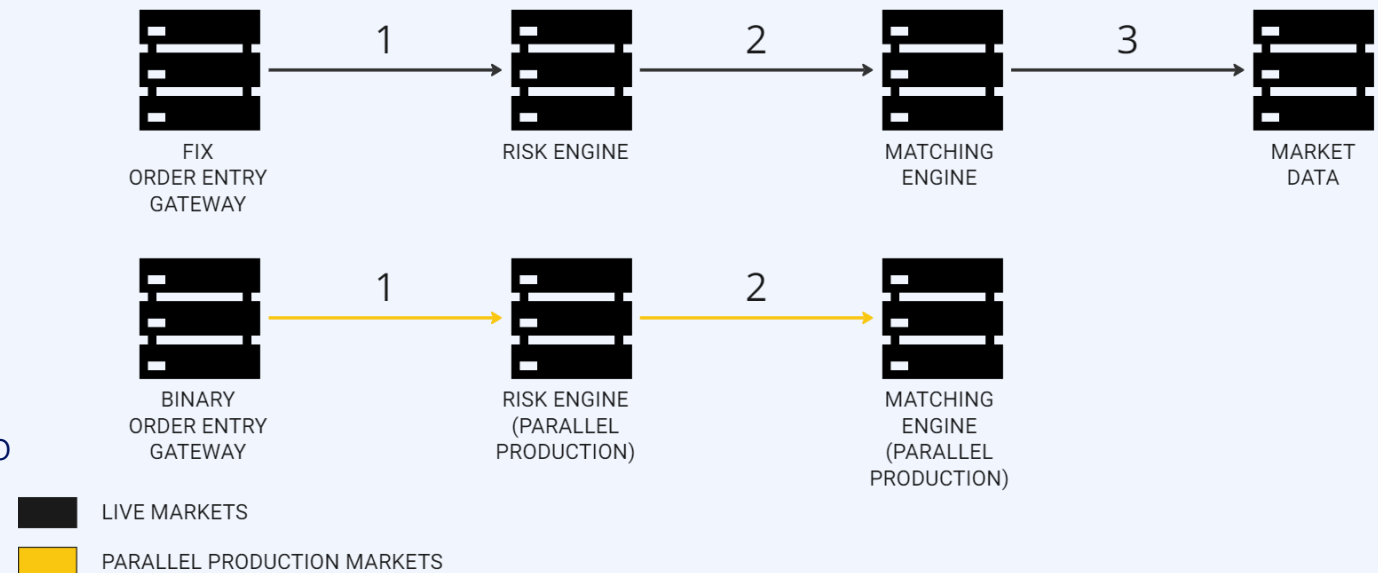 1
2
3
FIX
ORDER ENTRY
GATEWAY
RISK ENGINE
MATCHING
ENGINE
MARKET
DATA
1
2
BINARY
ORDER ENTRY
GATEWAY
RISK ENGINE
(PARALLEL
PRODUCTION)
MATCHING
ENGINE
(PARALLEL
PRODUCTION)
LIVE MARKETS
PARALLEL PRODUCTION MARKETS